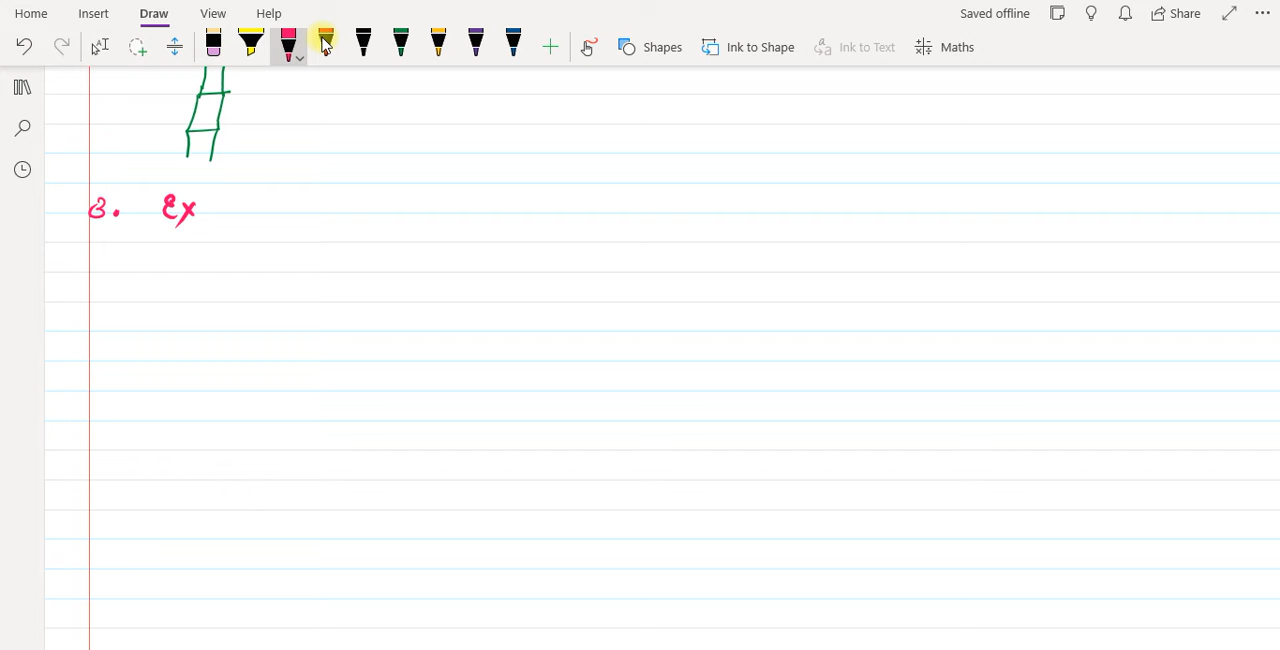 Home Insert Draw View Help Saved offline Share
Shapes Ink to Shape Ink to Text Maths
3. Ex